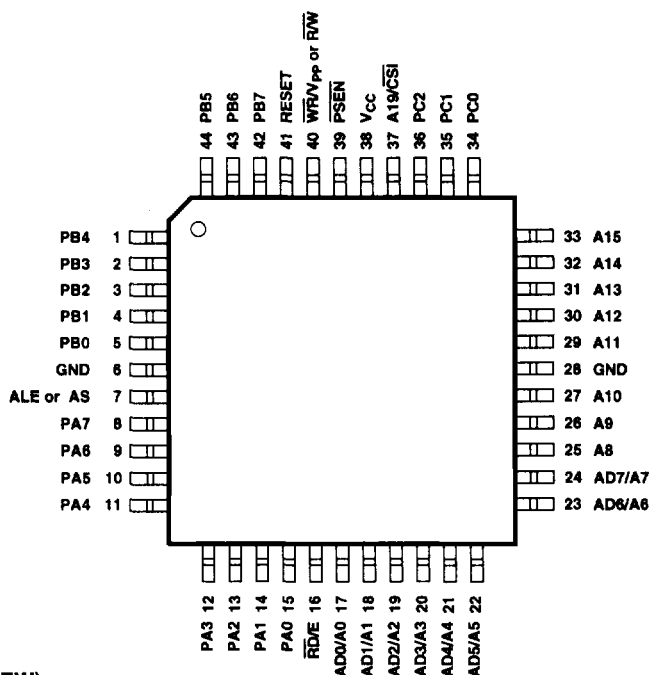 44 PB5
43 PB6
42 PB7
41 RESET
40 W̅R̅/VPP or R̅/̅W̅
39 P̅S̅E̅N̅
38 VCC
37 A19/C̅S̅I̅
36 PC2
35 PC1
34 PC0
PB4 1
PB3 2
PB2 3
PB1 4
PB0 5
GND 6
ALE or AS 7
PA7 8
PA6 9
PA5 10
PA4 11
33 A15
32 A14
31 A13
30 A12
29 A11
28 GND
27 A10
26 A9
25 A8
24 AD7/A7
23 AD6/A6
PA3 12
PA2 13
PA1 14
PA0 15
R̅D̅/E 16
AD0/A0 17
AD1/A1 18
AD2/A2 19
AD3/A3 20
AD4/A4 21
AD5/A5 22